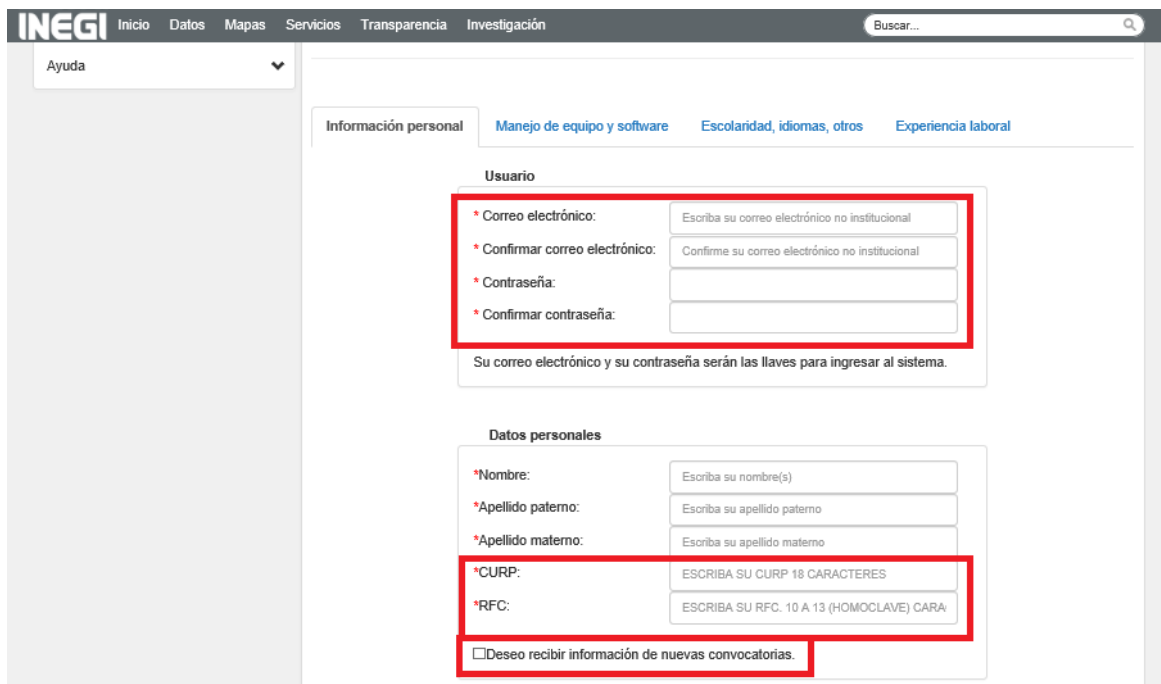 INEGI Inicio Datos Mapas Servicios Transparencia Investigación Buscar...
Ayuda
Información personal Manejo de equipo y software Escolaridad, idiomas, otros Experiencia laboral
Usuario
* Correo electrónico: Escriba su correo electrónico no institucional
* Confirmar correo electrónico: Confirme su correo electrónico no institucional
* Contraseña:
* Confirmar contraseña:
Su correo electrónico y su contraseña serán las llaves para ingresar al sistema.
Datos personales
*Nombre: Escriba su nombre(s)
*Apellido paterno: Escriba su apellido paterno
*Apellido materno: Escriba su apellido materno
*CURP: ESCRIBA SU CURP 18 CARACTERES
*RFC: ESCRIBA SU RFC. 10 A 13 (HOMOCLAVE) CARA
Deseo recibir información de nuevas convocatorias.